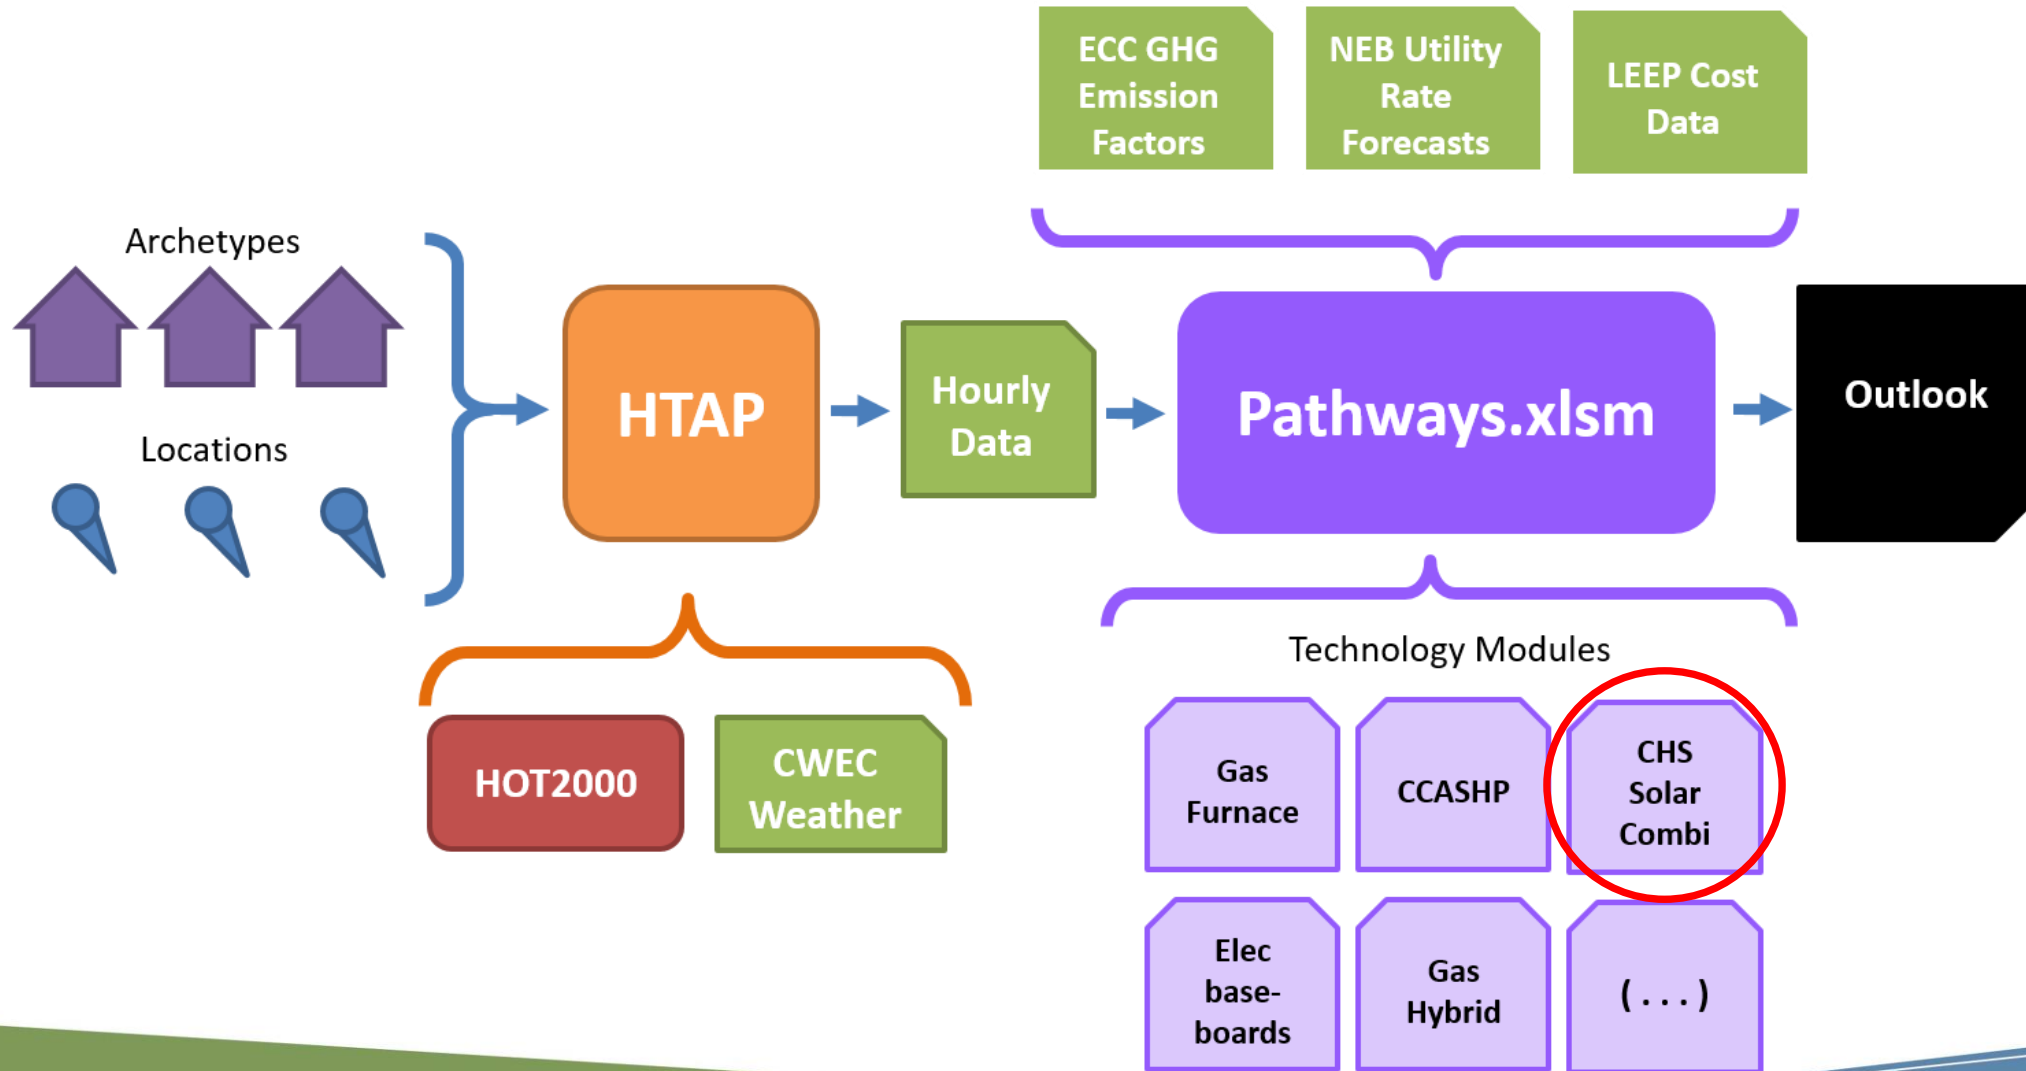 ECC GHG
Emission
Factors
NEB Utility
Rate
Forecasts
LEEP Cost
Data
Archetypes
Locations
HTAP
Hourly
Data
Pathways.xlsm
Outlook
HOT2000
CWEC
Weather
Technology Modules
Gas
Furnace
CCASHP
CHS
Solar
Combi
Elec
base-
boards
Gas
Hybrid
(...)